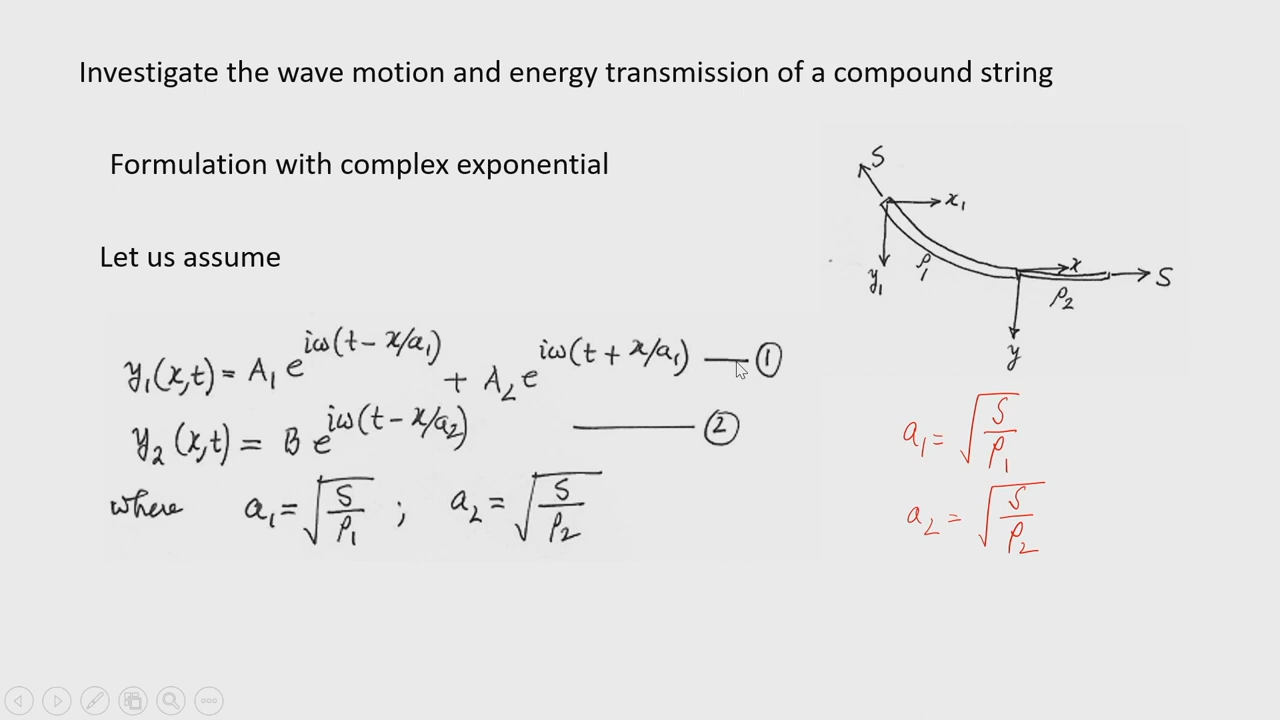 Investigate the wave motion and energy transmission of a compound string
Formulation with complex exponential
Let us assume
y₁(x,t) = A₁ e^{iω(t - x/a₁)} + A₂ e^{iω(t + x/a₁)} — ①
y₂(x,t) = B e^{iω(t - x/a₂)} — ②
where a₁ = √(S/ρ₁) ; a₂ = √(S/ρ₂)
S
x₁
y₁
ρ₁
x
S
ρ₂
y
a₁ = √(S/ρ₁)
a₂ = √(S/ρ₂)